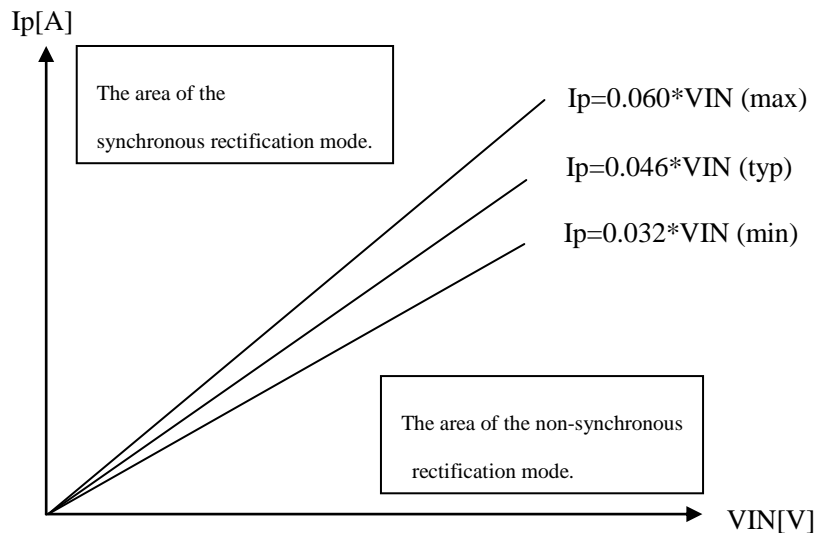 Ip[A]
The area of the
synchronous rectification mode.
Ip=0.060*VIN (max)
Ip=0.046*VIN (typ)
Ip=0.032*VIN (min)
The area of the non-synchronous
rectification mode.
VIN[V]